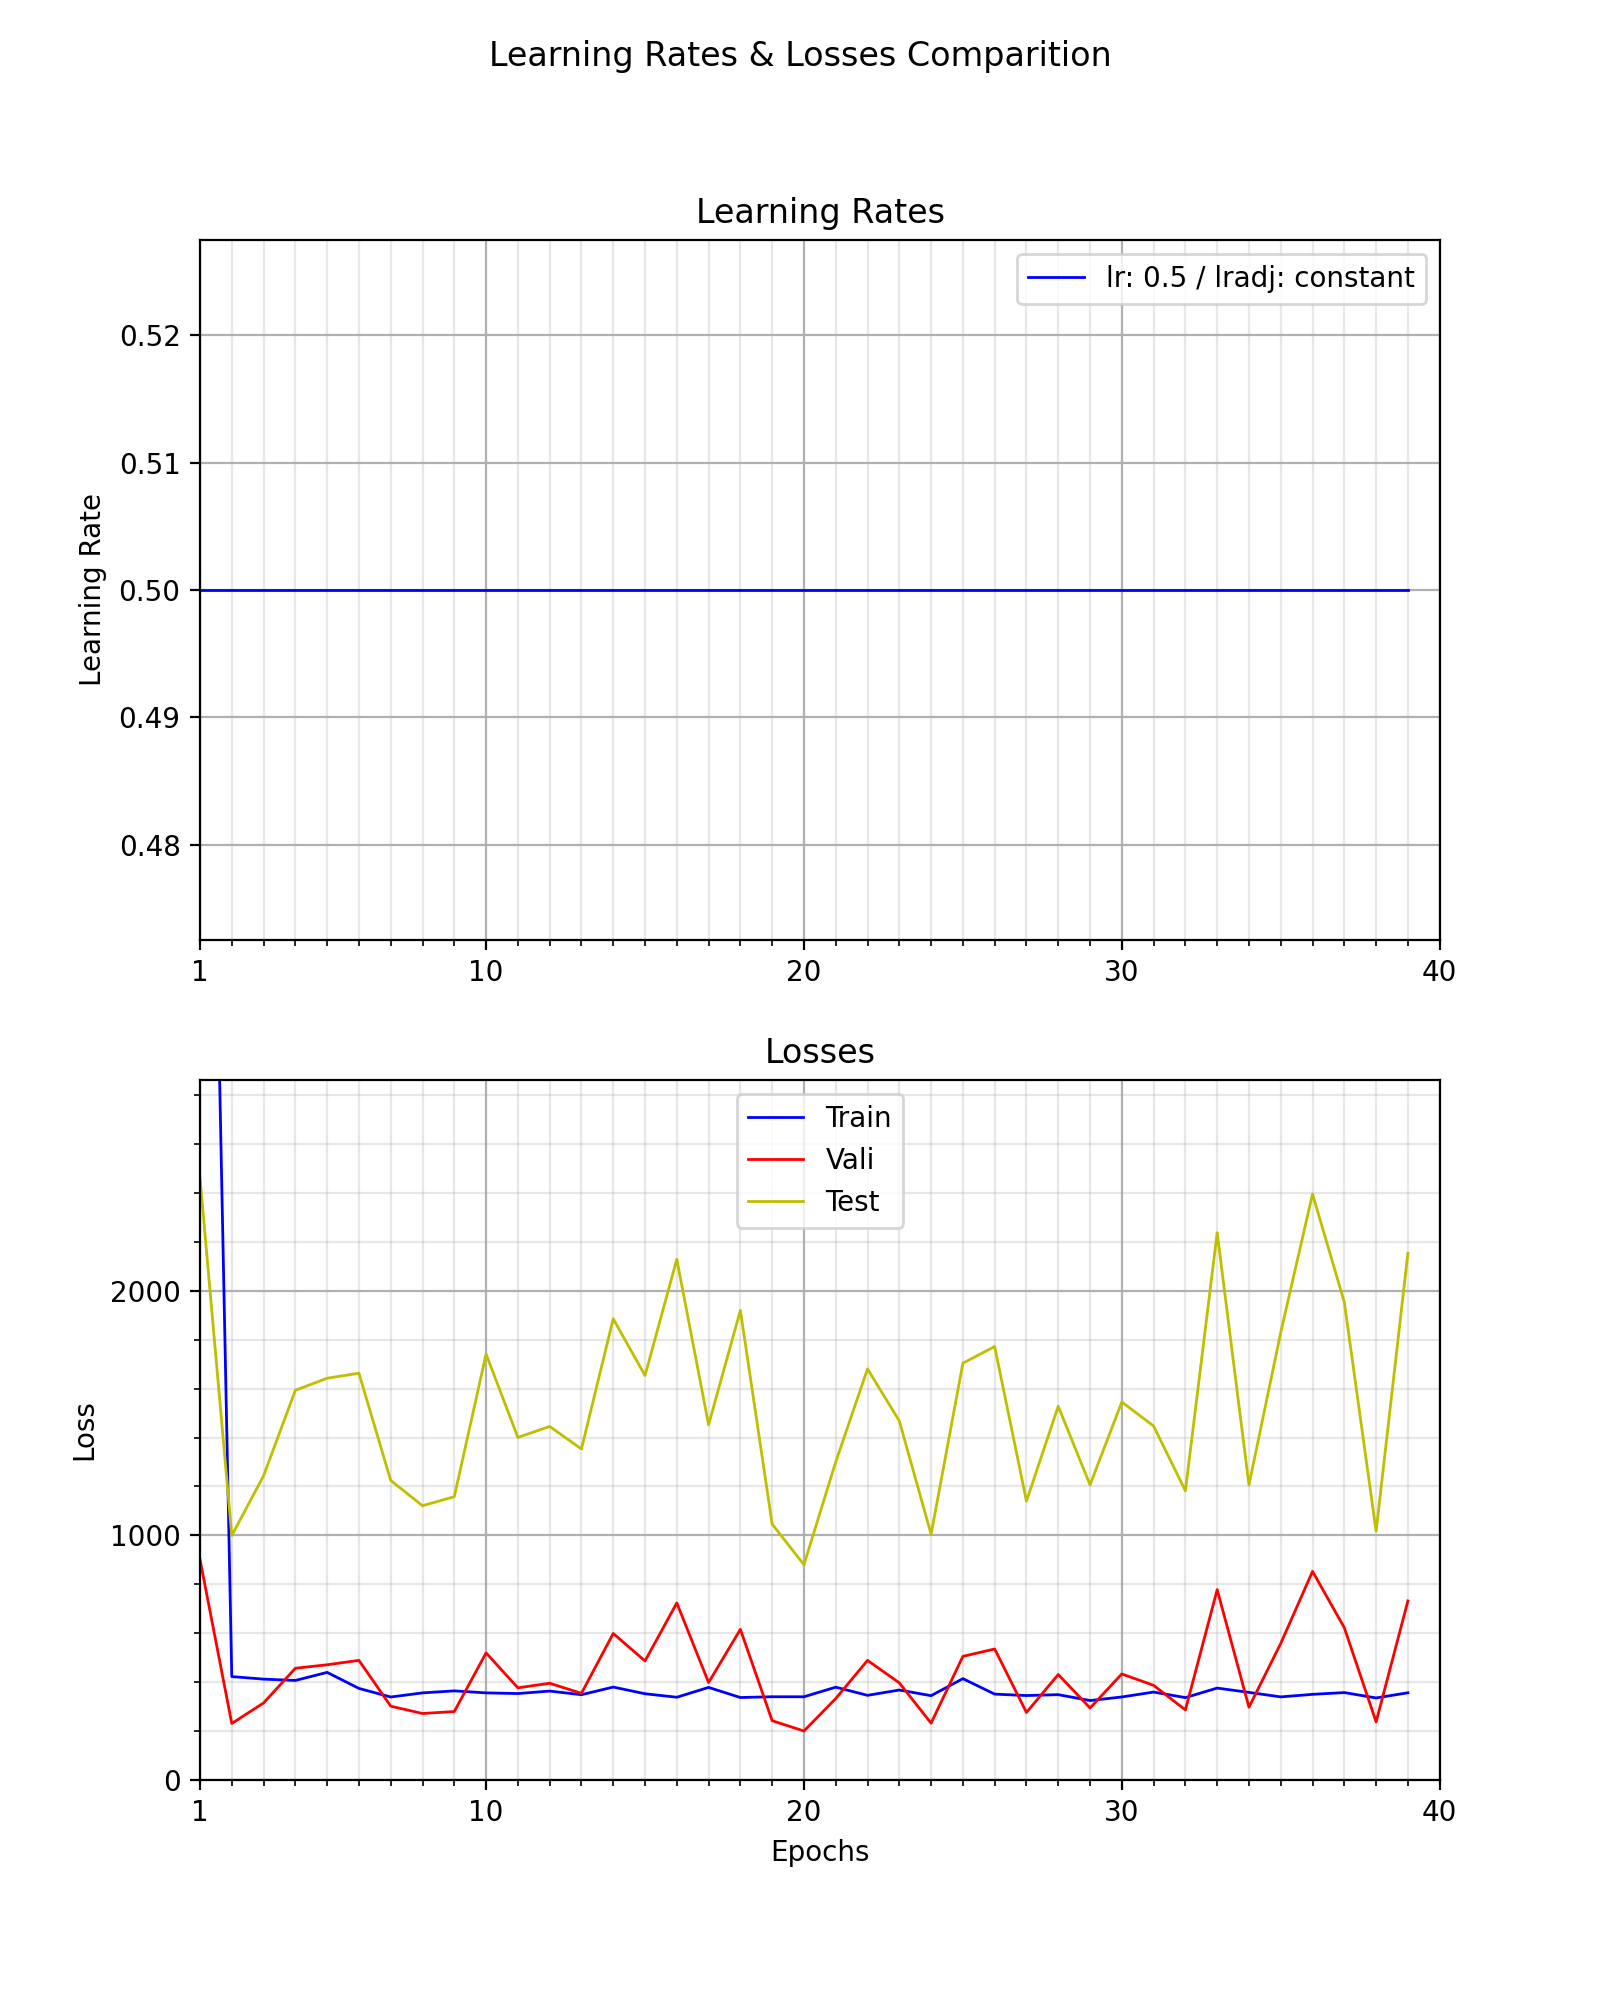 Learning Rates & Losses Comparition
Learning Rates
lr: 0.5 / lradj: constant
0.52
0.51
0.50
0.49
0.48
Learning Rate
1 10 20 30 40
Losses
Train
Vali
Test
2000
1000
0
Loss
1 10 20 30 40
Epochs